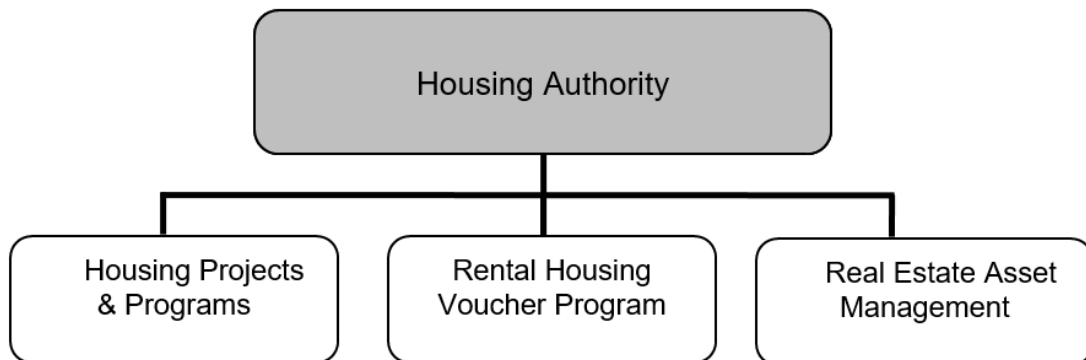 Housing Authority
Housing Projects
& Programs
Rental Housing
Voucher Program
Real Estate Asset
Management